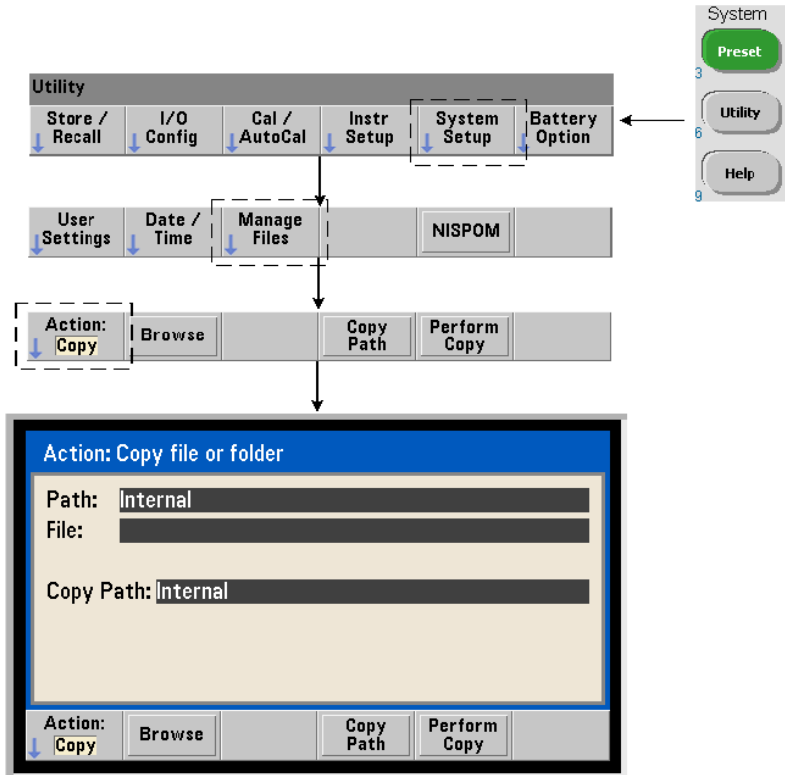 System
Preset
3
Utility
6
Help
9
Utility
Store / Recall
I/O Config
Cal / AutoCal
Instr Setup
System Setup
Battery Option
User Settings
Date / Time
Manage Files
NISPOM
Action: Copy
Browse
Copy Path
Perform Copy
Action: Copy file or folder
Path: Internal
File:
Copy Path: Internal
Action: Copy
Browse
Copy Path
Perform Copy